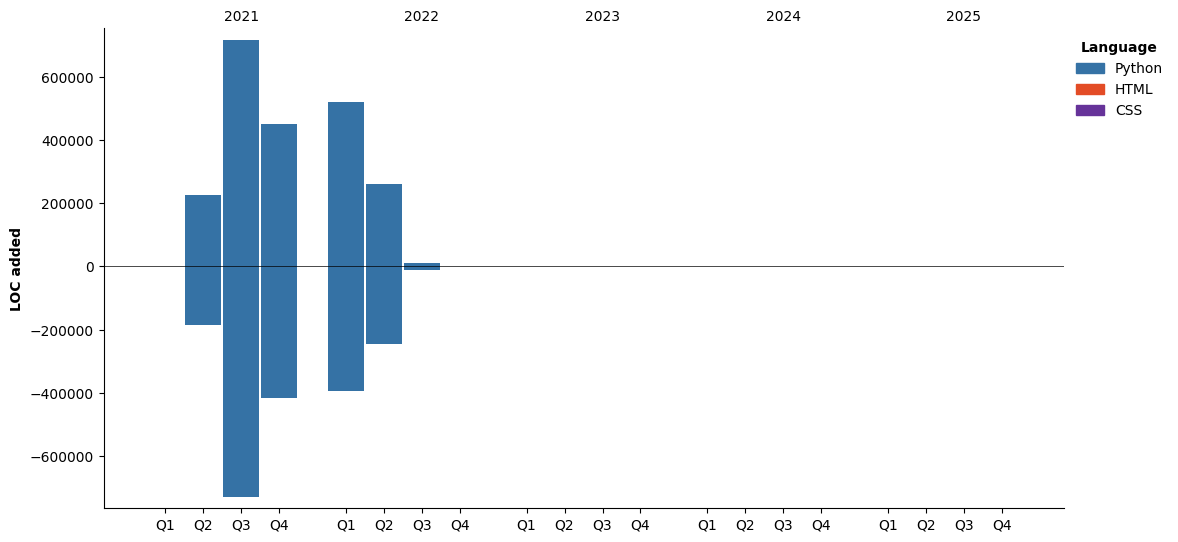 2021 2022 2023 2024 2025
Language
Python
HTML
CSS
600000
400000
200000
0
−200000
−400000
−600000
LOC added
Q1 Q2 Q3 Q4 Q1 Q2 Q3 Q4 Q1 Q2 Q3 Q4 Q1 Q2 Q3 Q4 Q1 Q2 Q3 Q4